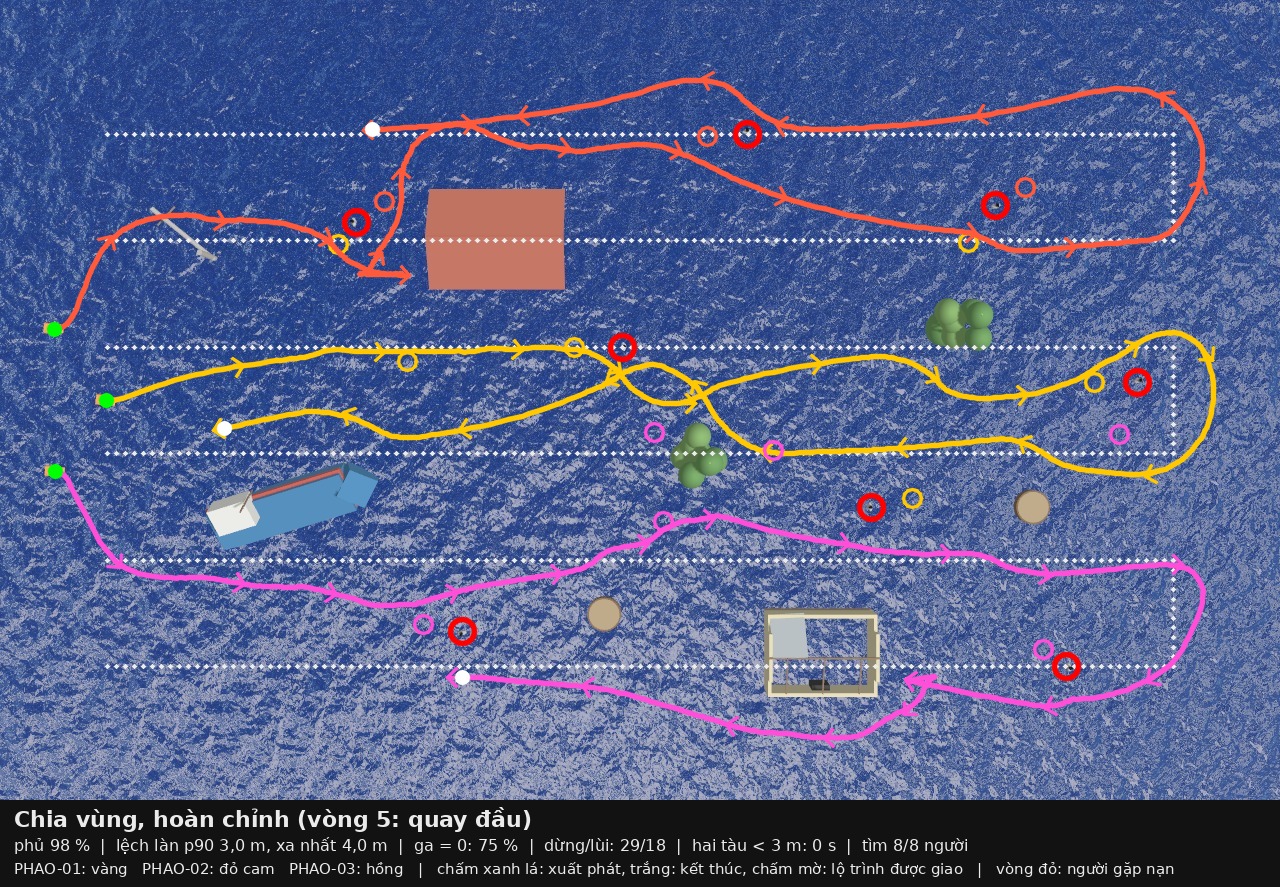 Chia vùng, hoàn chỉnh (vòng 5: quay đầu)
phủ 98 % | lệch làn p90 3,0 m, xa nhất 4,0 m | ga = 0: 75 % | dừng/lùi: 29/18 | hai tàu < 3 m: 0 s | tìm 8/8 người
PHAO-01: vàng PHAO-02: đỏ cam PHAO-03: hồng | chấm xanh lá: xuất phát, trắng: kết thúc, chấm mờ: lộ trình được giao | vòng đỏ: người gặp nạn